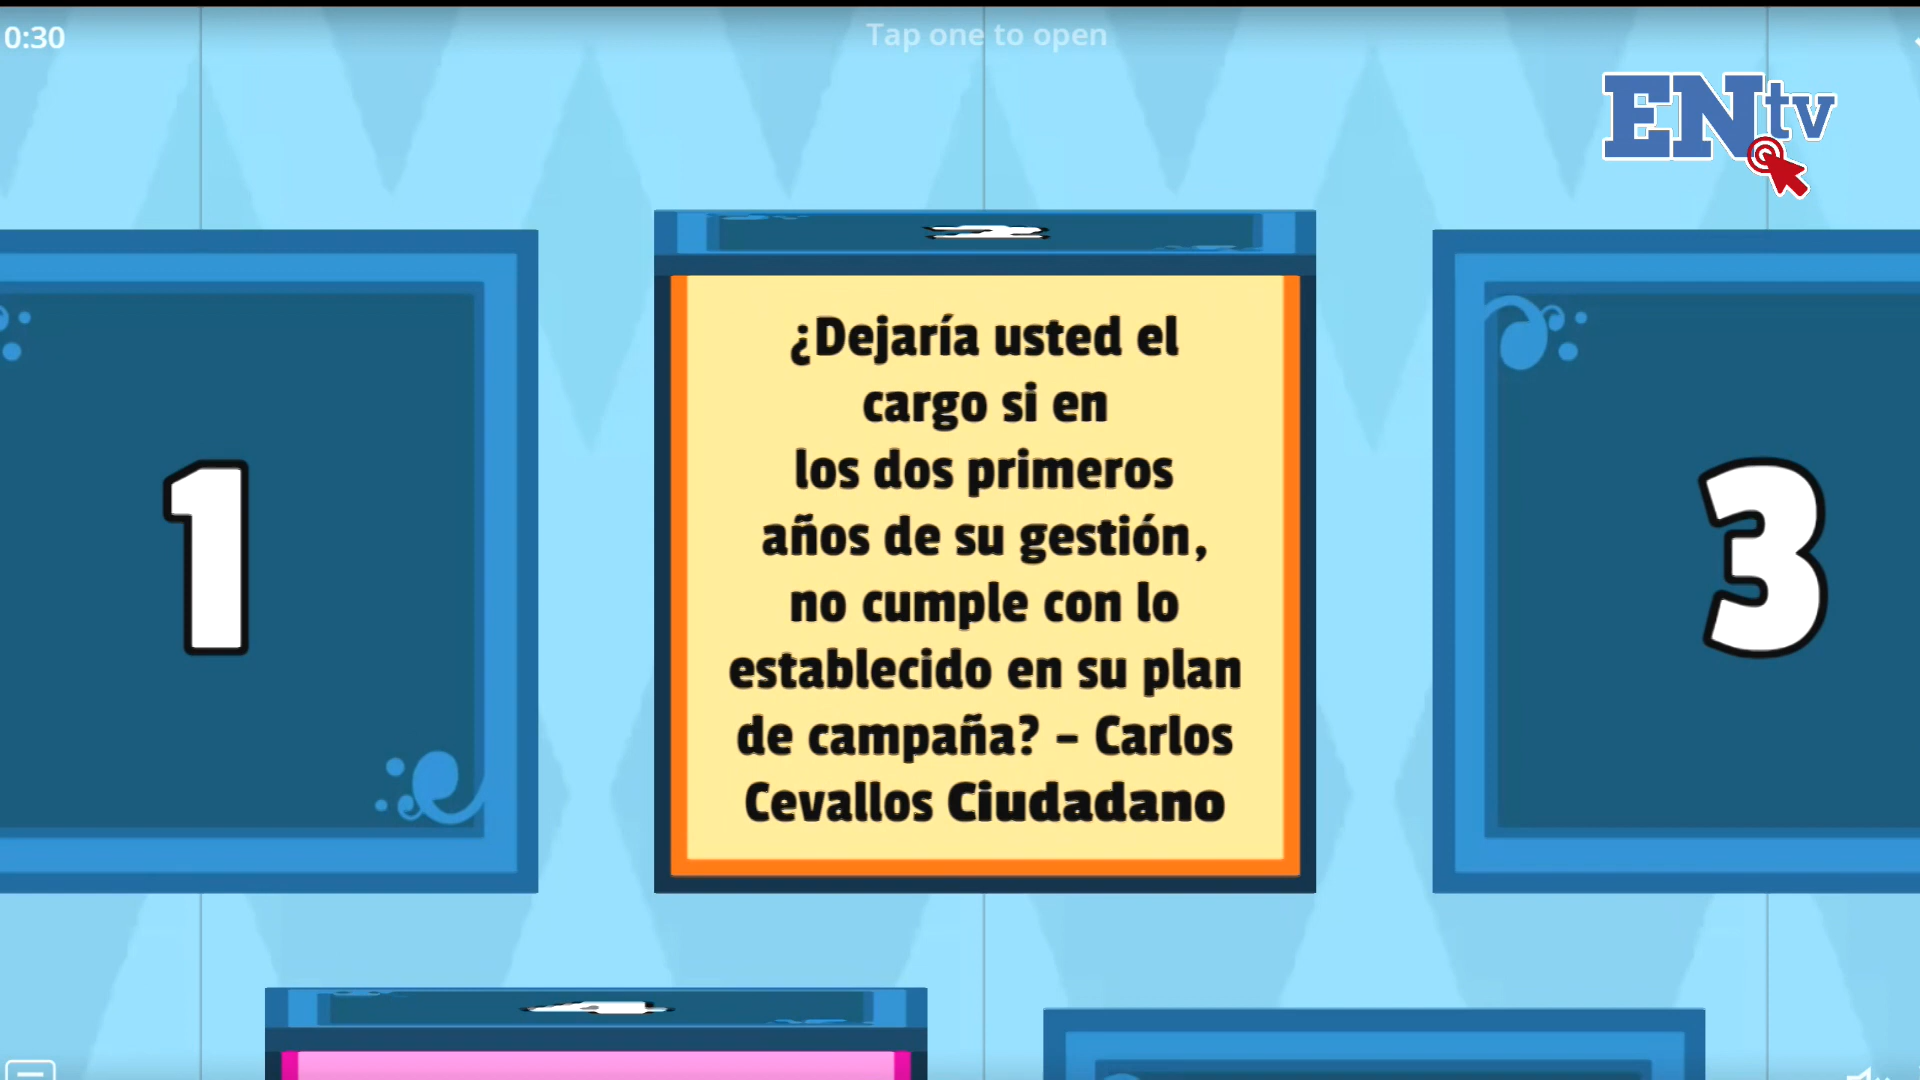 0:30
Tap one to open
ENtv
1
¿Dejaría usted el
cargo si en
los dos primeros
años de su gestión,
no cumple con lo
establecido en su plan
de campaña? - Carlos
Cevallos Ciudadano
3